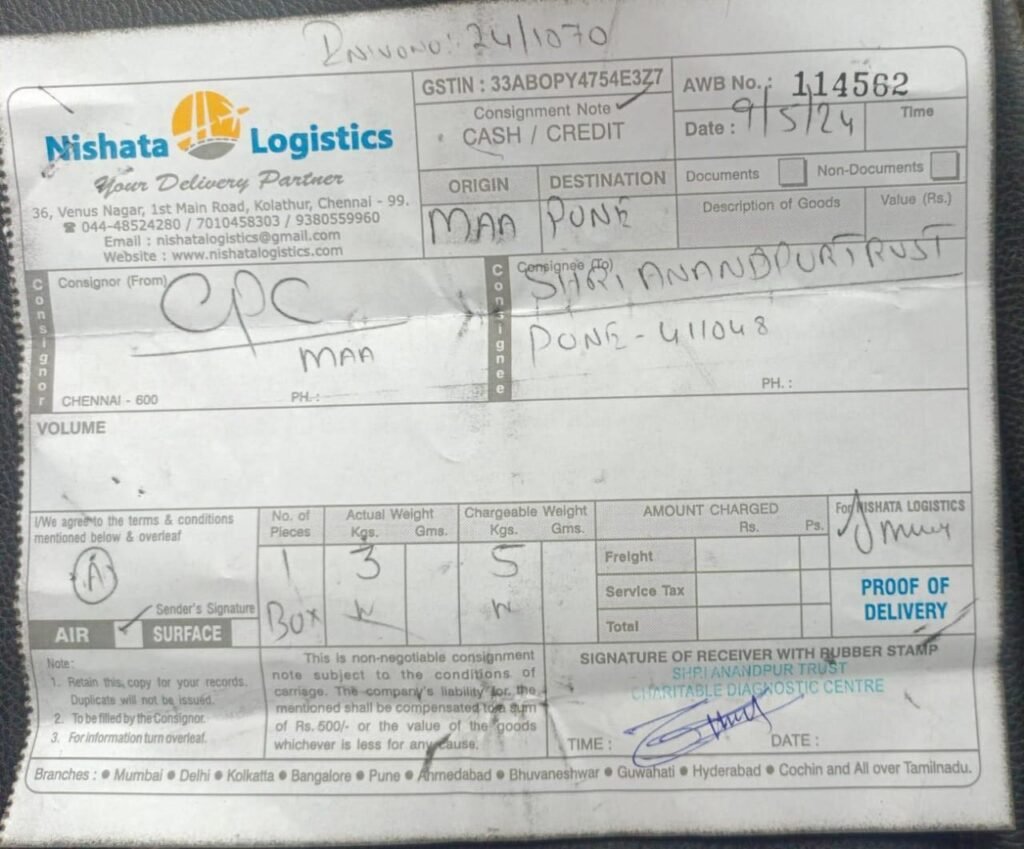 INIVONO: 24/1070
Nishata Logistics
Your Delivery Partner
36, Venus Nagar, 1st Main Road, Kolathur, Chennai - 99.
☎ 044-48524280 / 7010458303 / 9380559960
Email : nishatalogistics@gmail.com
Website : www.nishatalogistics.com
GSTIN : 33ABOPY4754E3Z7
Consignment Note
CASH / CREDIT
AWB No. : 114562
Date : 9/5/24
Time
ORIGIN
DESTINATION
MAA
PUNE
Documents
Non-Documents
Description of Goods
Value (Rs.)
Consignor
Consignor (From)
CPC
MAA
CHENNAI - 600
PH. :
Consignee
Consignee (To)
SHRI ANANDPUR TRUST
PUNE - 411048
PH. :
VOLUME
I/We agree to the terms & conditions
mentioned below & overleaf
A
Sender's Signature
AIR
SURFACE
No. of
Pieces
1
BOX
Actual Weight
Kgs.
Gms.
3
Chargeable Weight
Kgs.
Gms.
5
AMOUNT CHARGED
Rs.
Ps.
Freight
Service Tax
Total
For NISHATA LOGISTICS
PROOF OF
DELIVERY
Note:
1. Retain this copy for your records.
Duplicate will not be issued.
2. To be filled by the Consignor.
3. For information turn overleaf.
This is non-negotiable consignment
note subject to the conditions of
carriage. The company's liability for the
mentioned shall be compensated to a sum
of Rs. 500/- or the value of the goods
whichever is less for any cause.
SIGNATURE OF RECEIVER WITH RUBBER STAMP
SHRI ANANDPUR TRUST
CHARITABLE DIAGNOSTIC CENTRE
TIME :
DATE :
Branches : ● Mumbai ● Delhi ● Kolkatta ● Bangalore ● Pune ● Ahmedabad ● Bhuvaneshwar ● Guwahati ● Hyderabad ● Cochin and All over Tamilnadu.